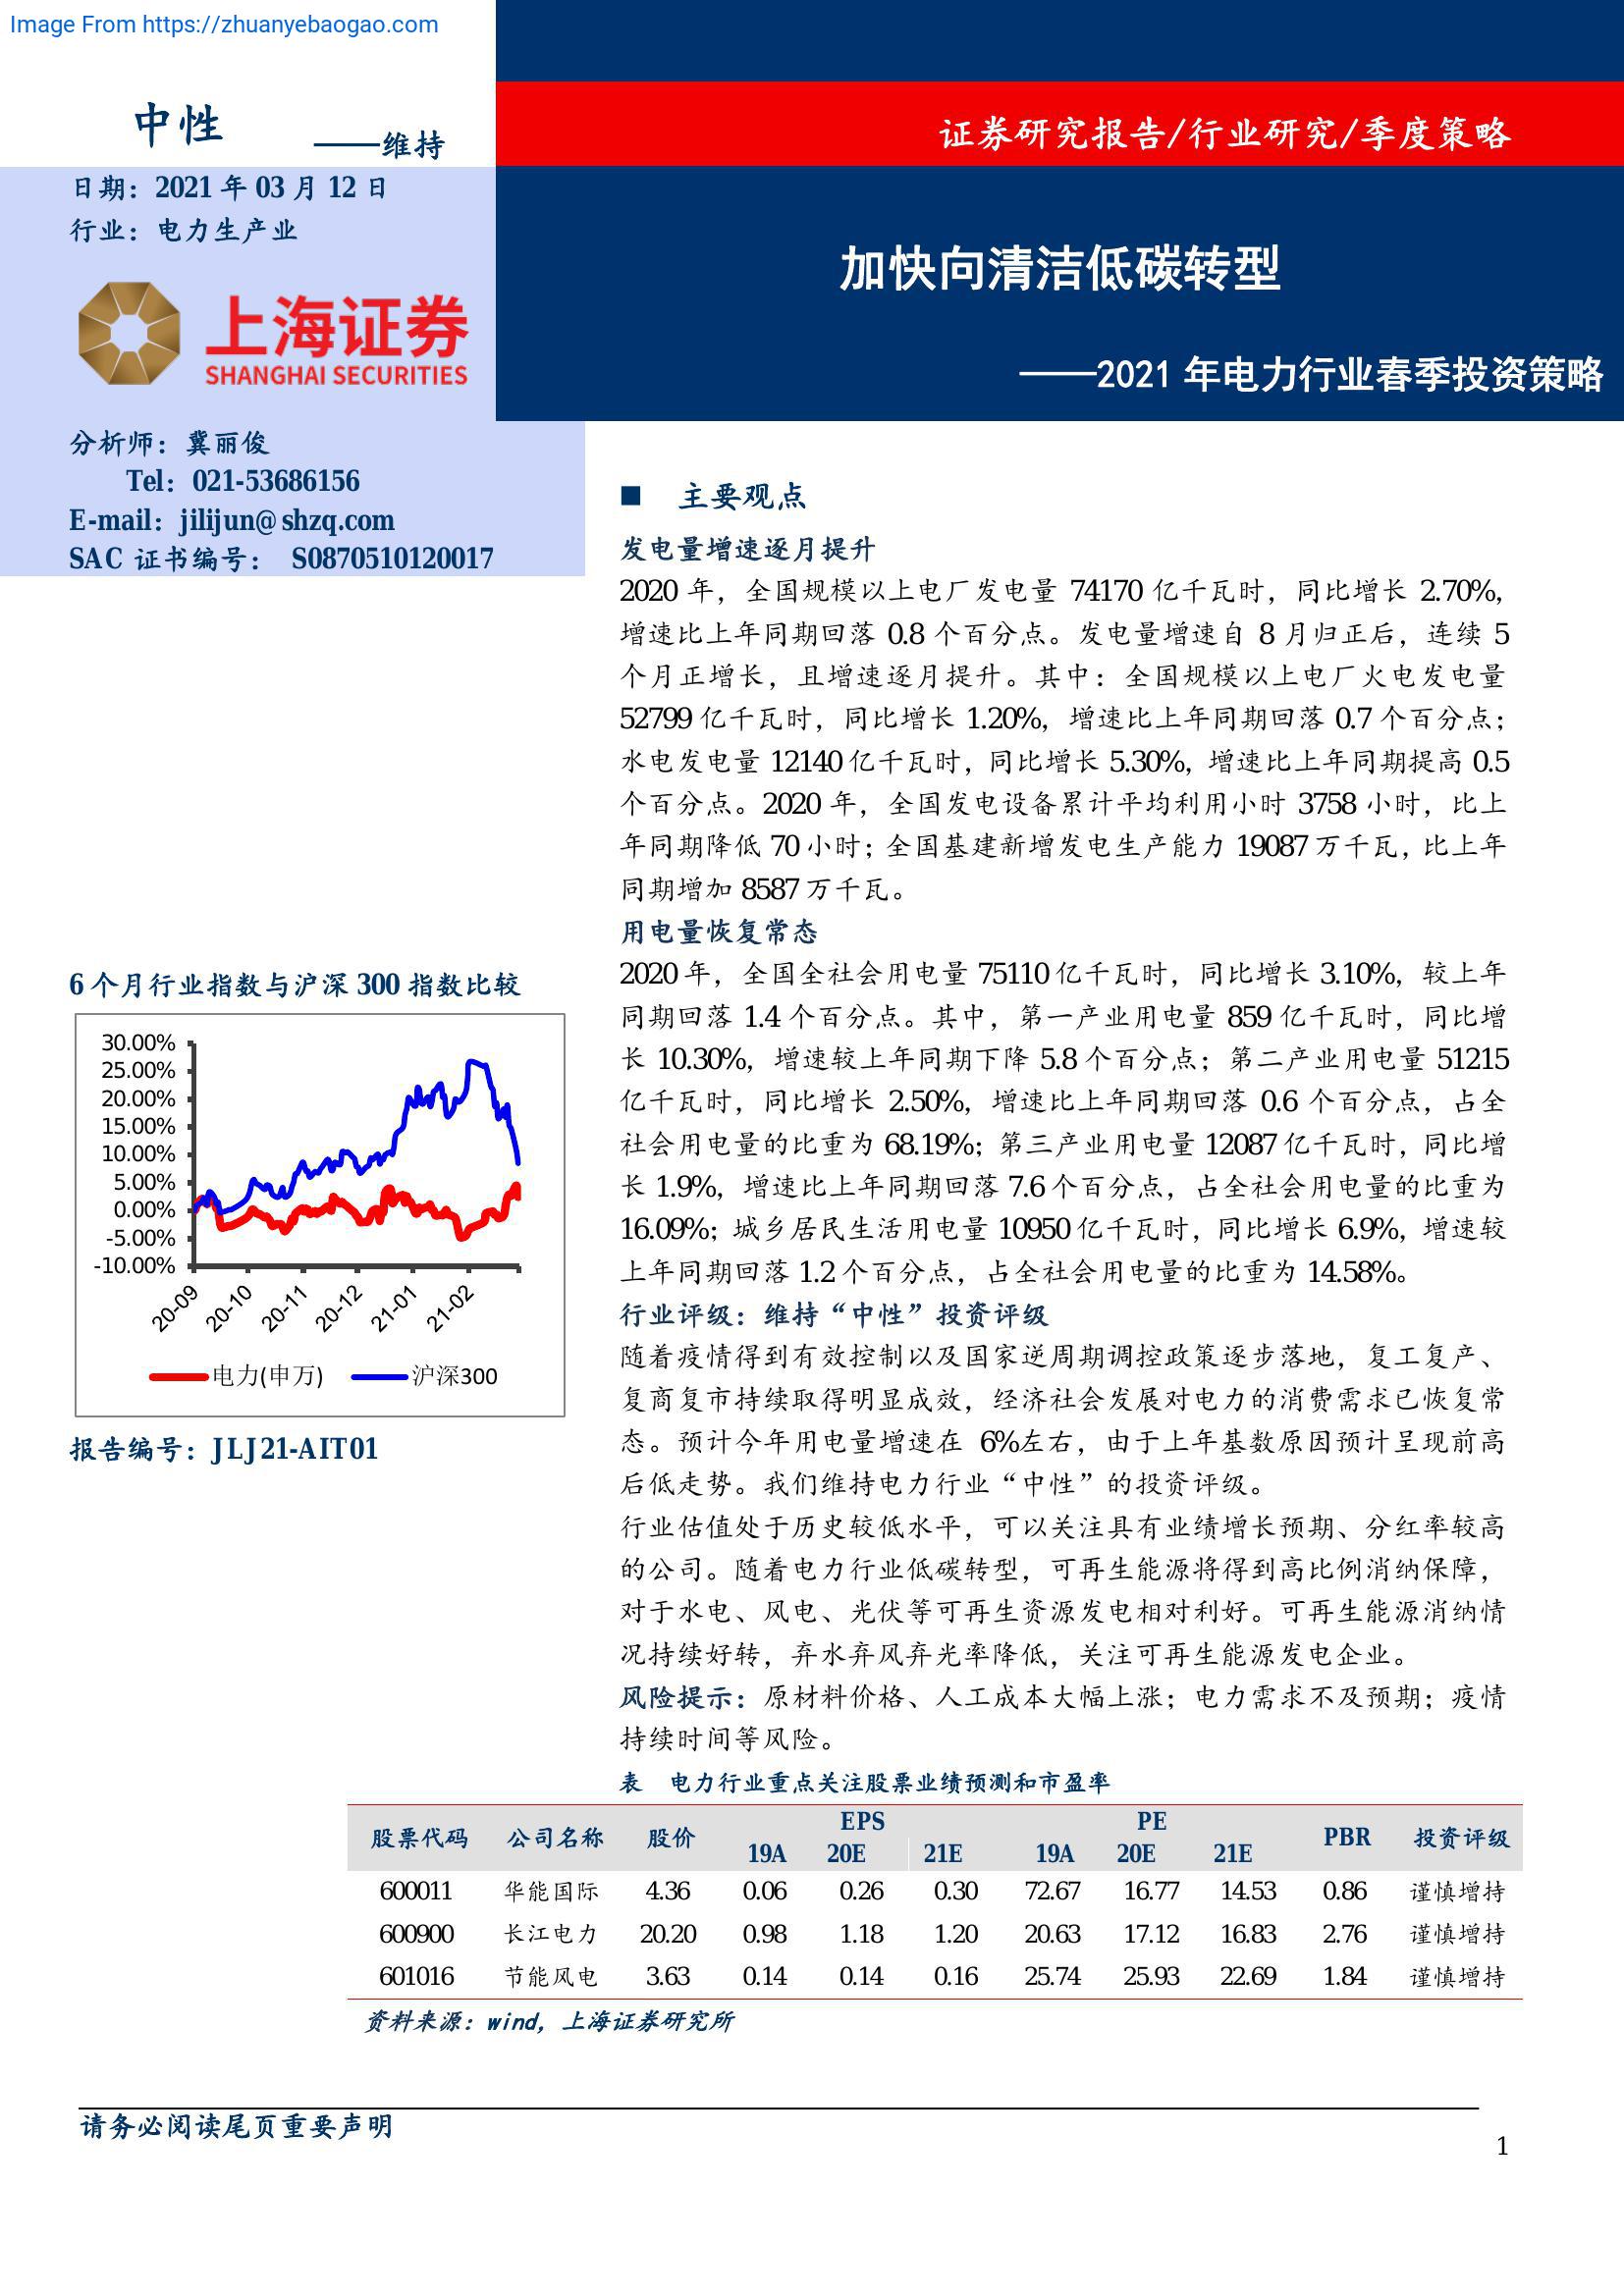 Image From https://zhuanyebaogao.com
中性
——维持
证券研究报告/行业研究/季度策略
日期：2021 年 03 月 12 日
行业：电力生产业
加快向清洁低碳转型
——2021 年电力行业春季投资策略
上海证券
SHANGHAI SECURITIES
分析师：冀丽俊
Tel：021-53686156
E-mail：jilijun@shzq.com
SAC 证书编号： S0870510120017
6 个月行业指数与沪深 300 指数比较
30.00%
25.00%
20.00%
15.00%
10.00%
5.00%
0.00%
-5.00%
-10.00%
20-09 20-10 20-11 20-12 21-01 21-02
电力(申万) 沪深300
报告编号：JLJ21-AIT01
■ 主要观点
发电量增速逐月提升
2020 年，全国规模以上电厂发电量 74170 亿千瓦时，同比增长 2.70%，
增速比上年同期回落 0.8 个百分点。发电量增速自 8 月归正后，连续 5
个月正增长，且增速逐月提升。其中：全国规模以上电厂火电发电量
52799 亿千瓦时，同比增长 1.20%，增速比上年同期回落 0.7 个百分点；
水电发电量 12140 亿千瓦时，同比增长 5.30%，增速比上年同期提高 0.5
个百分点。2020 年，全国发电设备累计平均利用小时 3758 小时，比上
年同期降低 70 小时；全国基建新增发电生产能力 19087 万千瓦，比上年
同期增加 8587 万千瓦。
用电量恢复常态
2020 年，全国全社会用电量 75110 亿千瓦时，同比增长 3.10%，较上年
同期回落 1.4 个百分点。其中，第一产业用电量 859 亿千瓦时，同比增
长 10.30%，增速较上年同期下降 5.8 个百分点；第二产业用电量 51215
亿千瓦时，同比增长 2.50%，增速比上年同期回落 0.6 个百分点，占全
社会用电量的比重为 68.19%；第三产业用电量 12087 亿千瓦时，同比增
长 1.9%，增速比上年同期回落 7.6 个百分点，占全社会用电量的比重为
16.09%；城乡居民生活用电量 10950 亿千瓦时，同比增长 6.9%，增速较
上年同期回落 1.2 个百分点，占全社会用电量的比重为 14.58%。
行业评级：维持“中性”投资评级
随着疫情得到有效控制以及国家逆周期调控政策逐步落地，复工复产、
复商复市持续取得明显成效，经济社会发展对电力的消费需求已恢复常
态。预计今年用电量增速在 6%左右，由于上年基数原因预计呈现前高
后低走势。我们维持电力行业“中性”的投资评级。
行业估值处于历史较低水平，可以关注具有业绩增长预期、分红率较高
的公司。随着电力行业低碳转型，可再生能源将得到高比例消纳保障，
对于水电、风电、光伏等可再生资源发电相对利好。可再生能源消纳情
况持续好转，弃水弃风弃光率降低，关注可再生能源发电企业。
风险提示：原材料价格、人工成本大幅上涨；电力需求不及预期；疫情
持续时间等风险。
表 电力行业重点关注股票业绩预测和市盈率
股票代码 公司名称 股价 EPS PE PBR 投资评级
19A 20E 21E 19A 20E 21E
600011 华能国际 4.36 0.06 0.26 0.30 72.67 16.77 14.53 0.86 谨慎增持
600900 长江电力 20.20 0.98 1.18 1.20 20.63 17.12 16.83 2.76 谨慎增持
601016 节能风电 3.63 0.14 0.14 0.16 25.74 25.93 22.69 1.84 谨慎增持
资料来源：wind，上海证券研究所
请务必阅读尾页重要声明
1